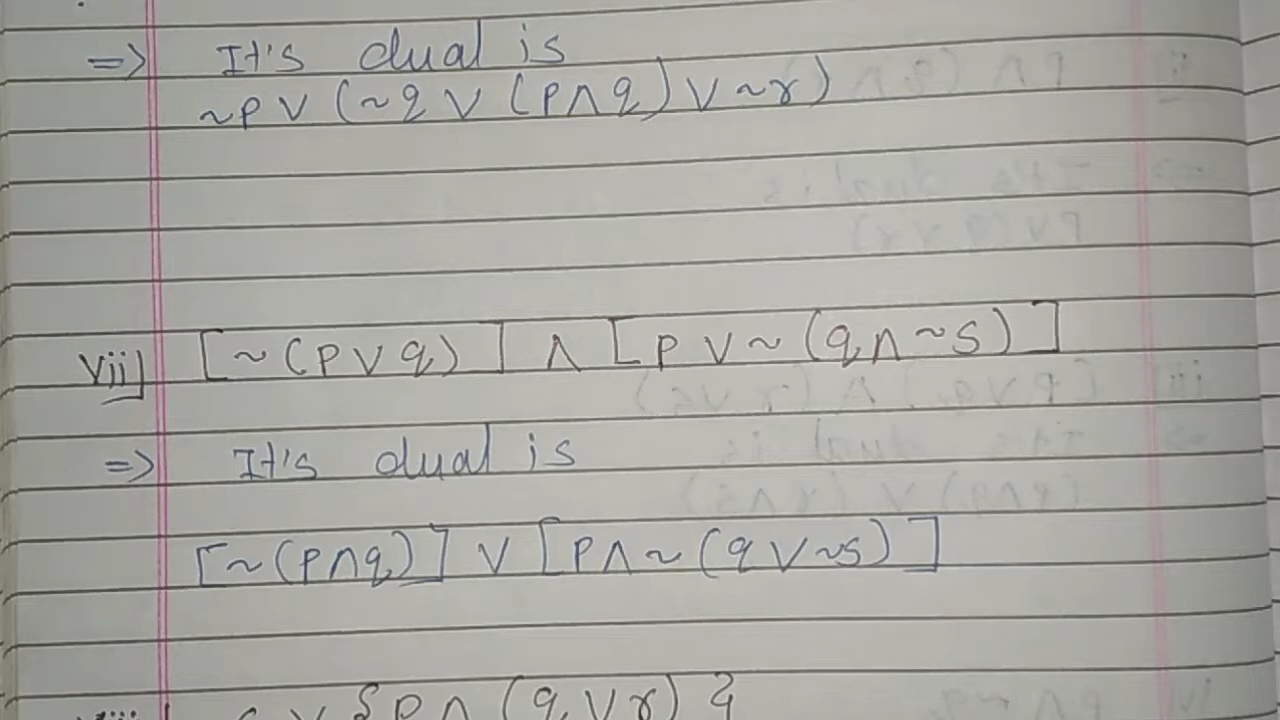 => It's dual is
~p ∨ (~q ∨ (p ∧ q) ∨ ~r)
vii) [~(p ∨ q)] ∧ [p ∨ ~(q ∧ ~s)]
=> It's dual is
[~(p ∧ q)] ∨ [p ∧ ~(q ∨ ~s)]
∨ {p ∧ (q ∨ r)}